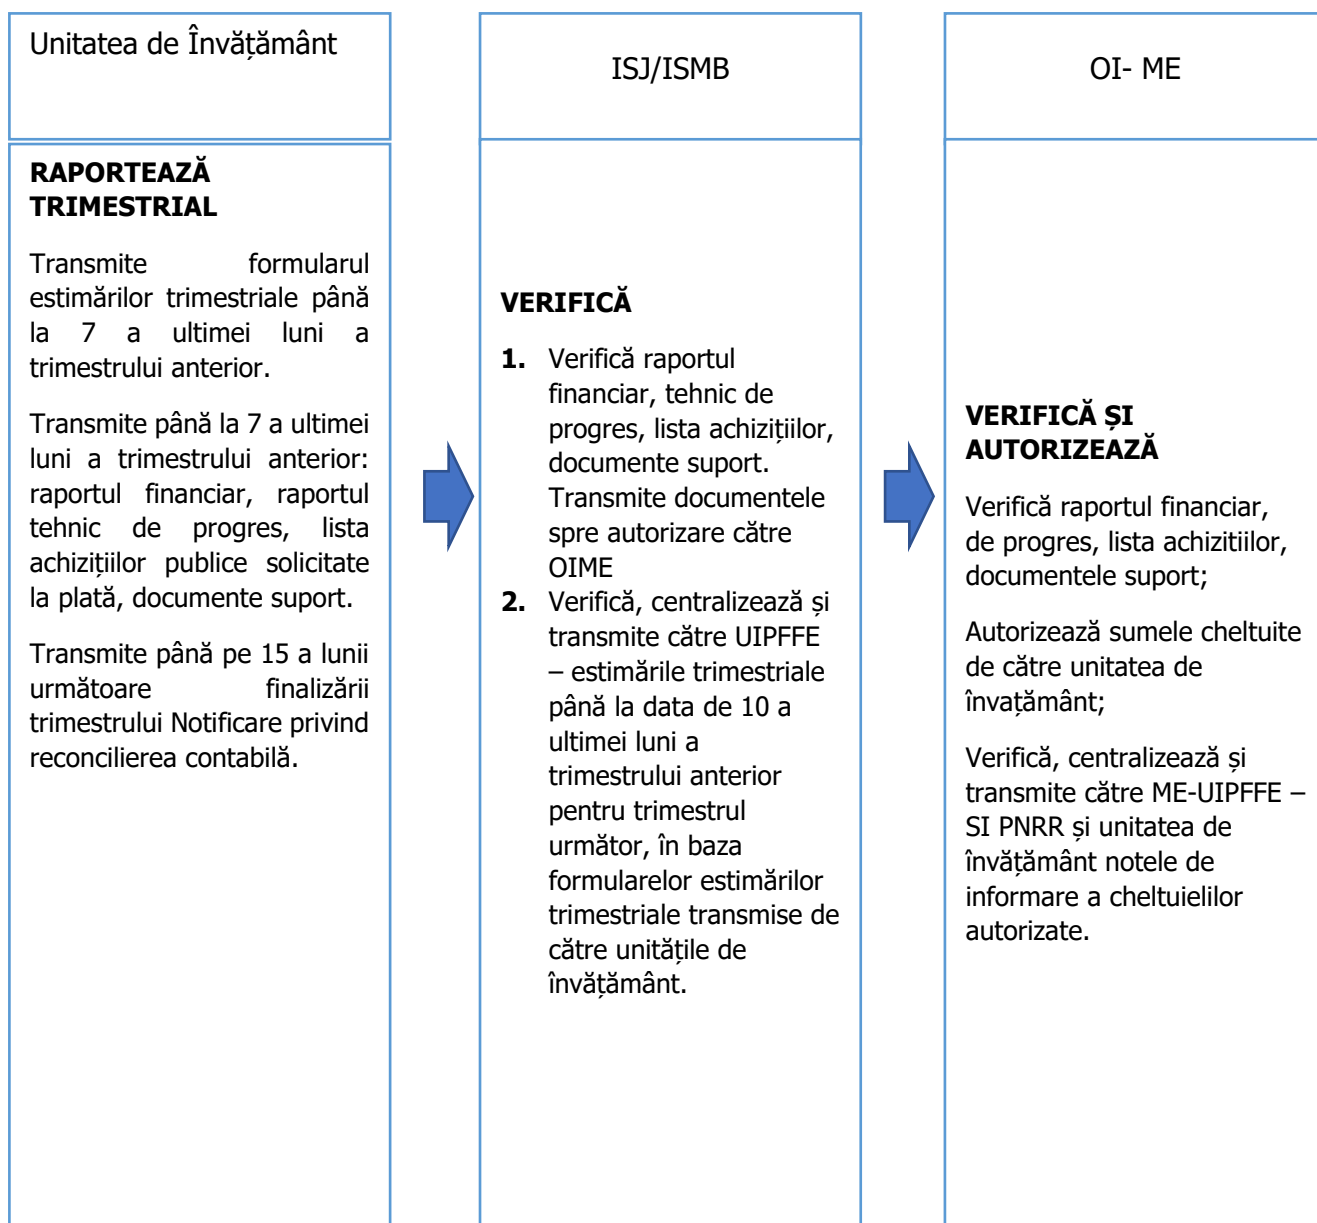 Unitatea de Învățământ
RAPORTEAZĂ
TRIMESTRIAL
Transmite formularul
estimărilor trimestriale până
la 7 a ultimei luni a
trimestrului anterior.
Transmite până la 7 a ultimei
luni a trimestrului anterior:
raportul financiar, raportul
tehnic de progres, lista
achizițiilor publice solicitate
la plată, documente suport.
Transmite până pe 15 a lunii
următoare finalizării
trimestrului Notificare privind
reconcilierea contabilă.
ISJ/ISMB
VERIFICĂ
1. Verifică raportul
financiar, tehnic de
progres, lista achizițiilor,
documente suport.
Transmite documentele
spre autorizare către
OIME
2. Verifică, centralizează și
transmite către UIPFFE
– estimările trimestriale
până la data de 10 a
ultimei luni a
trimestrului anterior
pentru trimestrul
următor, în baza
formularelor estimărilor
trimestriale transmise de
către unitățile de
învățământ.
OI- ME
VERIFICĂ ȘI
AUTORIZEAZĂ
Verifică raportul financiar,
de progres, lista achizitiilor,
documentele suport;
Autorizează sumele cheltuite
de către unitatea de
învațământ;
Verifică, centralizează și
transmite către ME-UIPFFE –
SI PNRR și unitatea de
învățământ notele de
informare a cheltuielilor
autorizate.